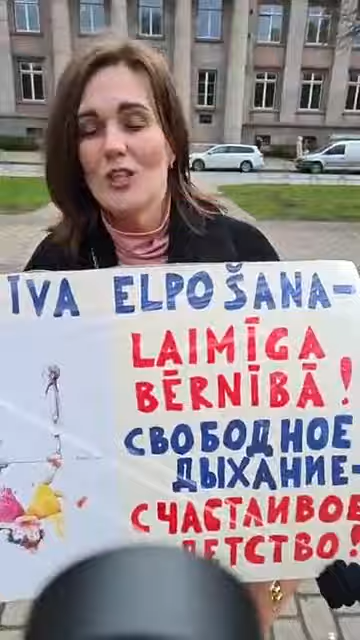 ĪVA ELPOŠANA-
LAIMĪGA
BĒRNĪBĀ!
СВОБОДНОЕ
ДЫХАНИЕ-
СЧАСТЛИВОЕ
ДЕТСТВО!